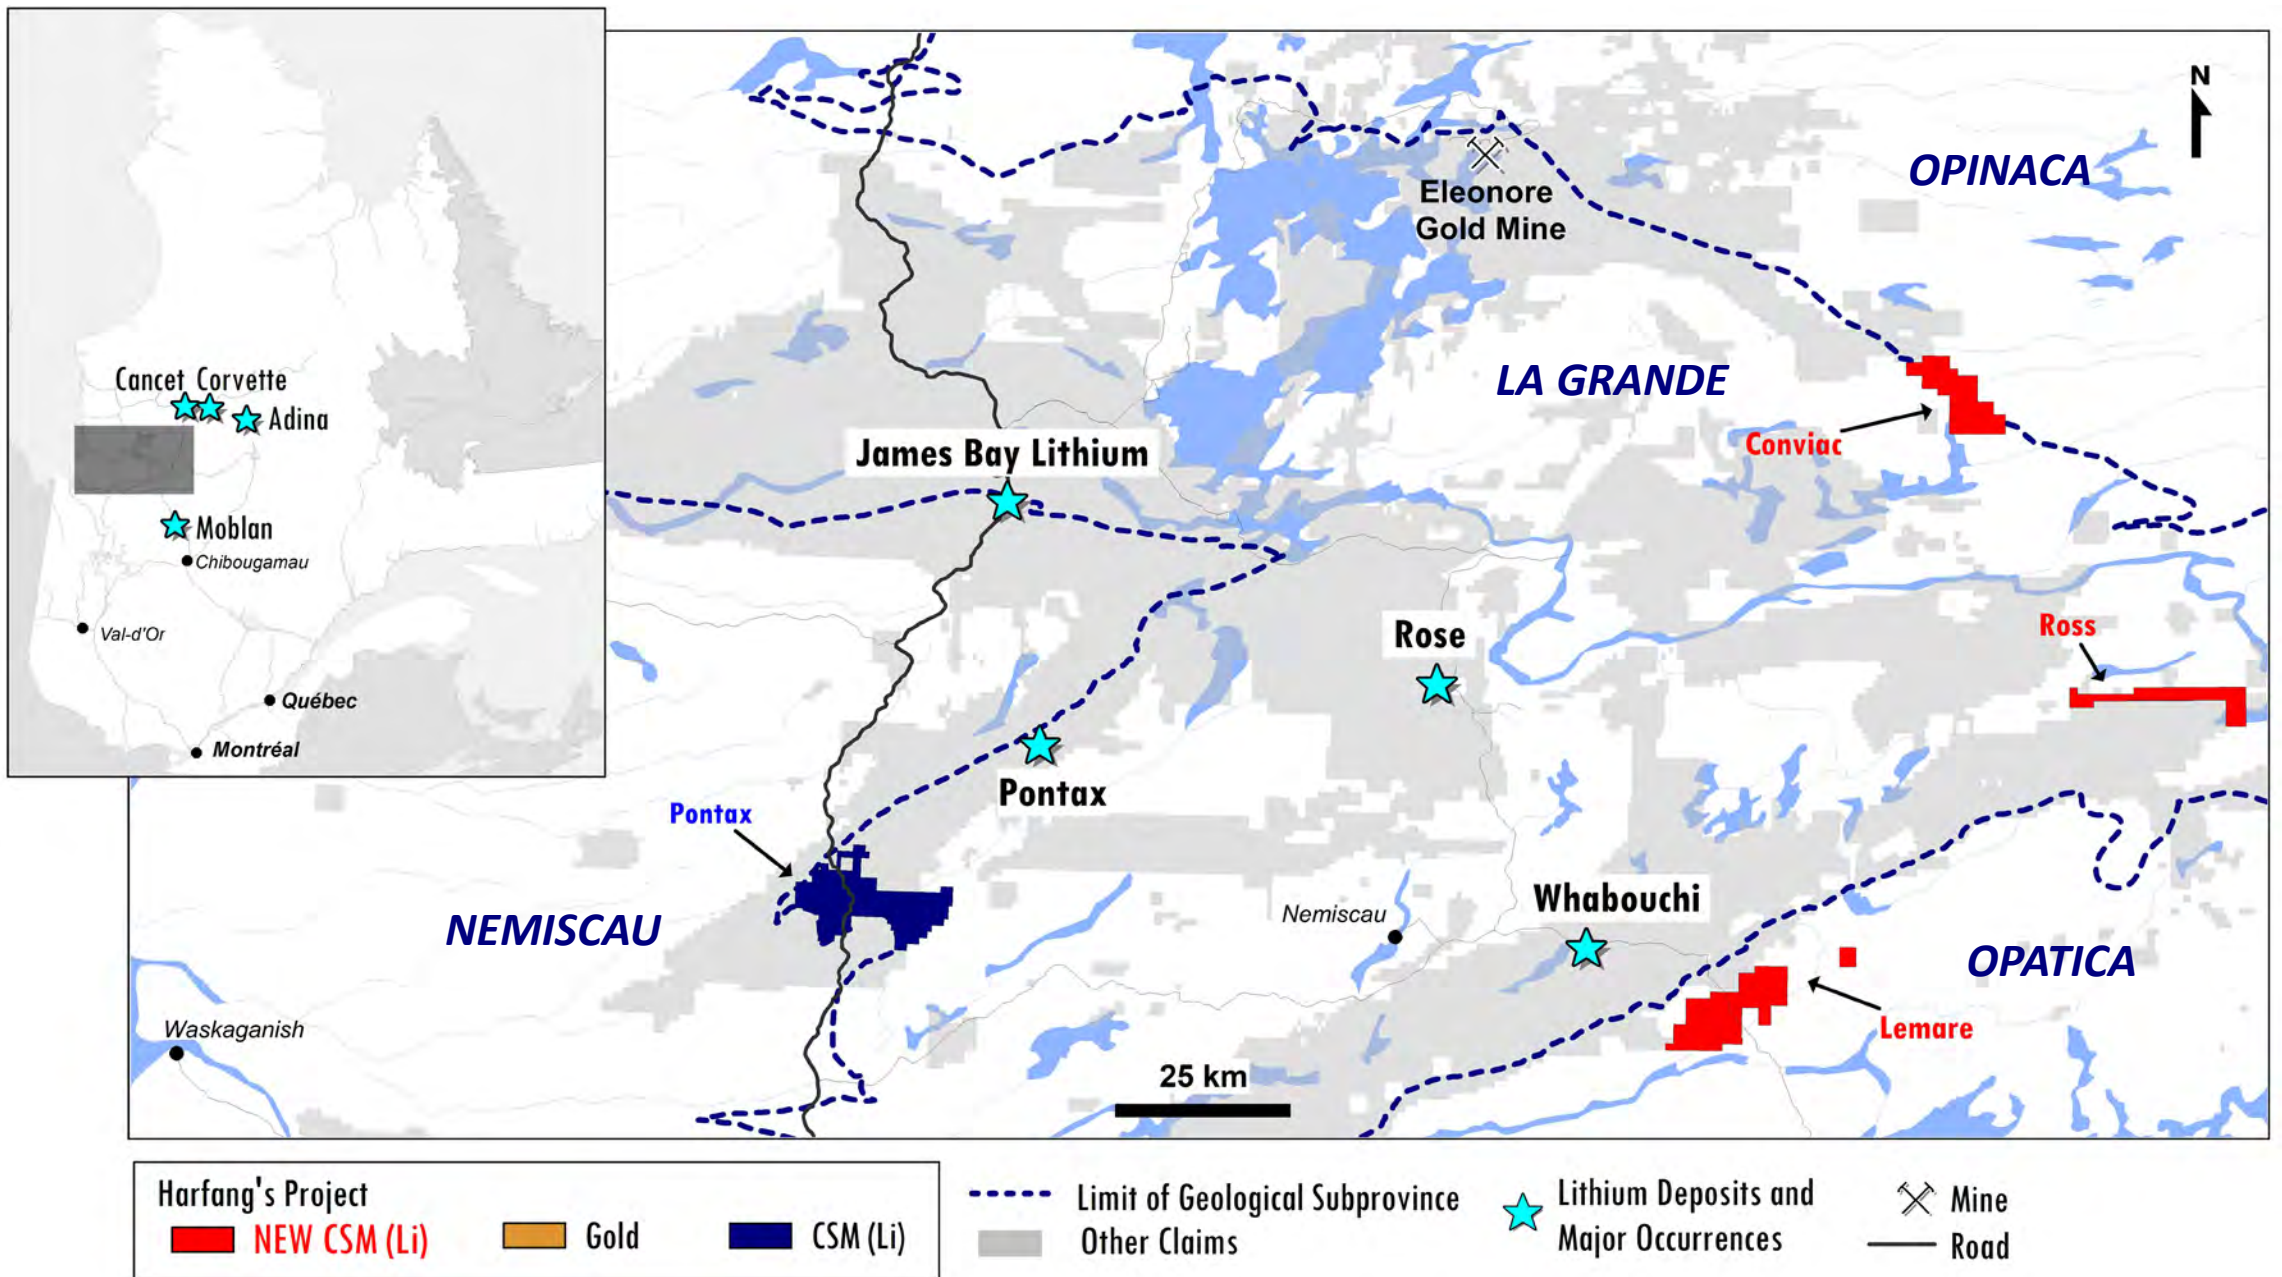 N
OPINACA
Eleonore
Gold Mine
LA GRANDE
Conviac
Cancet Corvette
Adina
Moblan
Chibougamau
Val-d'Or
Québec
Montréal
James Bay Lithium
Rose
Ross
Pontax
Pontax
NEMISCAU
Nemiscau
Whabouchi
OPATICA
Lemare
Waskaganish
25 km
Harfang's Project
NEW CSM (Li)
Gold
CSM (Li)
Limit of Geological Subprovince
Other Claims
Lithium Deposits and
Major Occurrences
Mine
Road